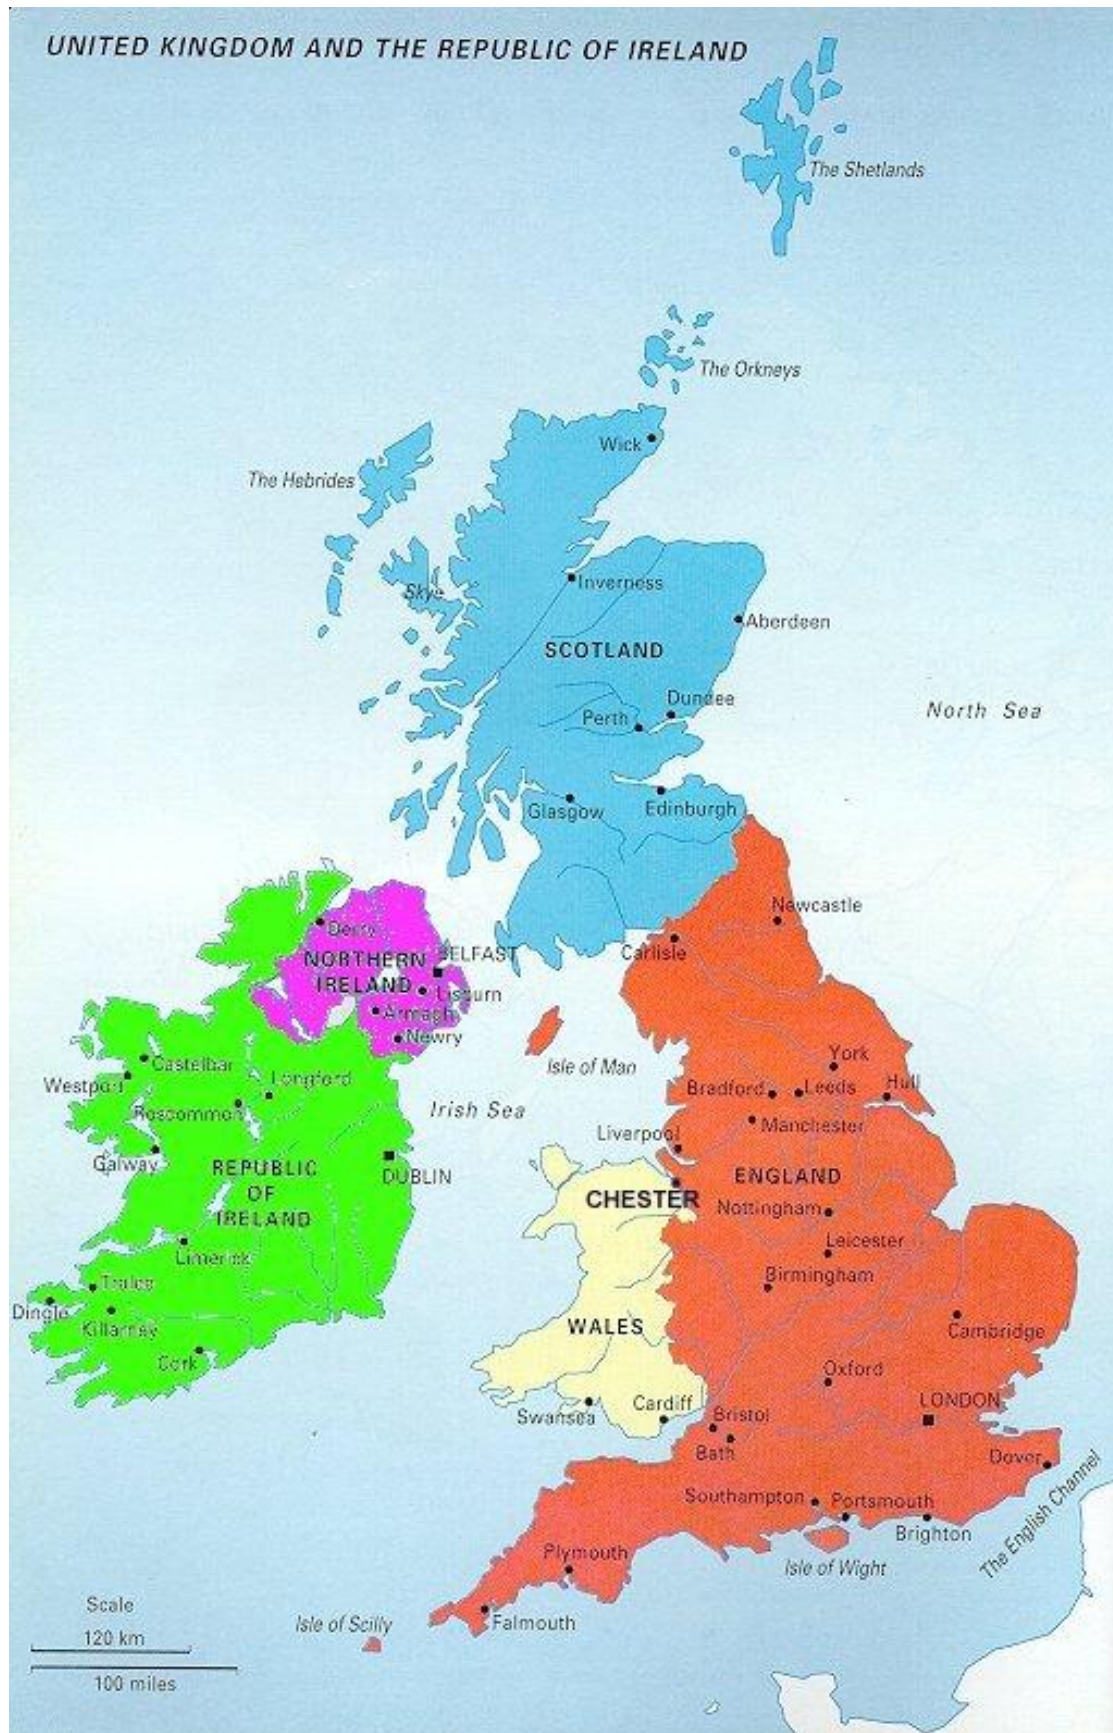 UNITED KINGDOM AND THE REPUBLIC OF IRELAND
The Shetlands
The Orkneys
Wick
The Hebrides
Inverness
Skye
Aberdeen
SCOTLAND
Dundee
North Sea
Perth
Glasgow
Edinburgh
Newcastle
Derry
Carlisle
BELFAST
NORTHERN
IRELAND
Lisburn
Armagh
Newry
Castelbar
York
Isle of Man
Westport
Longford
Bradford
Leeds
Hull
Roscommon
Irish Sea
Manchester
Liverpool
Galway
REPUBLIC
OF
IRELAND
DUBLIN
ENGLAND
CHESTER
Nottingham
Limerick
Leicester
Birmingham
Tralee
Dingle
Killarney
WALES
Cambridge
Cork
Oxford
Swansea
Cardiff
Bristol
LONDON
Bath
Dover
Southampton
Portsmouth
Brighton
The English Channel
Plymouth
Isle of Wight
Scale
120 km
100 miles
Isle of Scilly
Falmouth